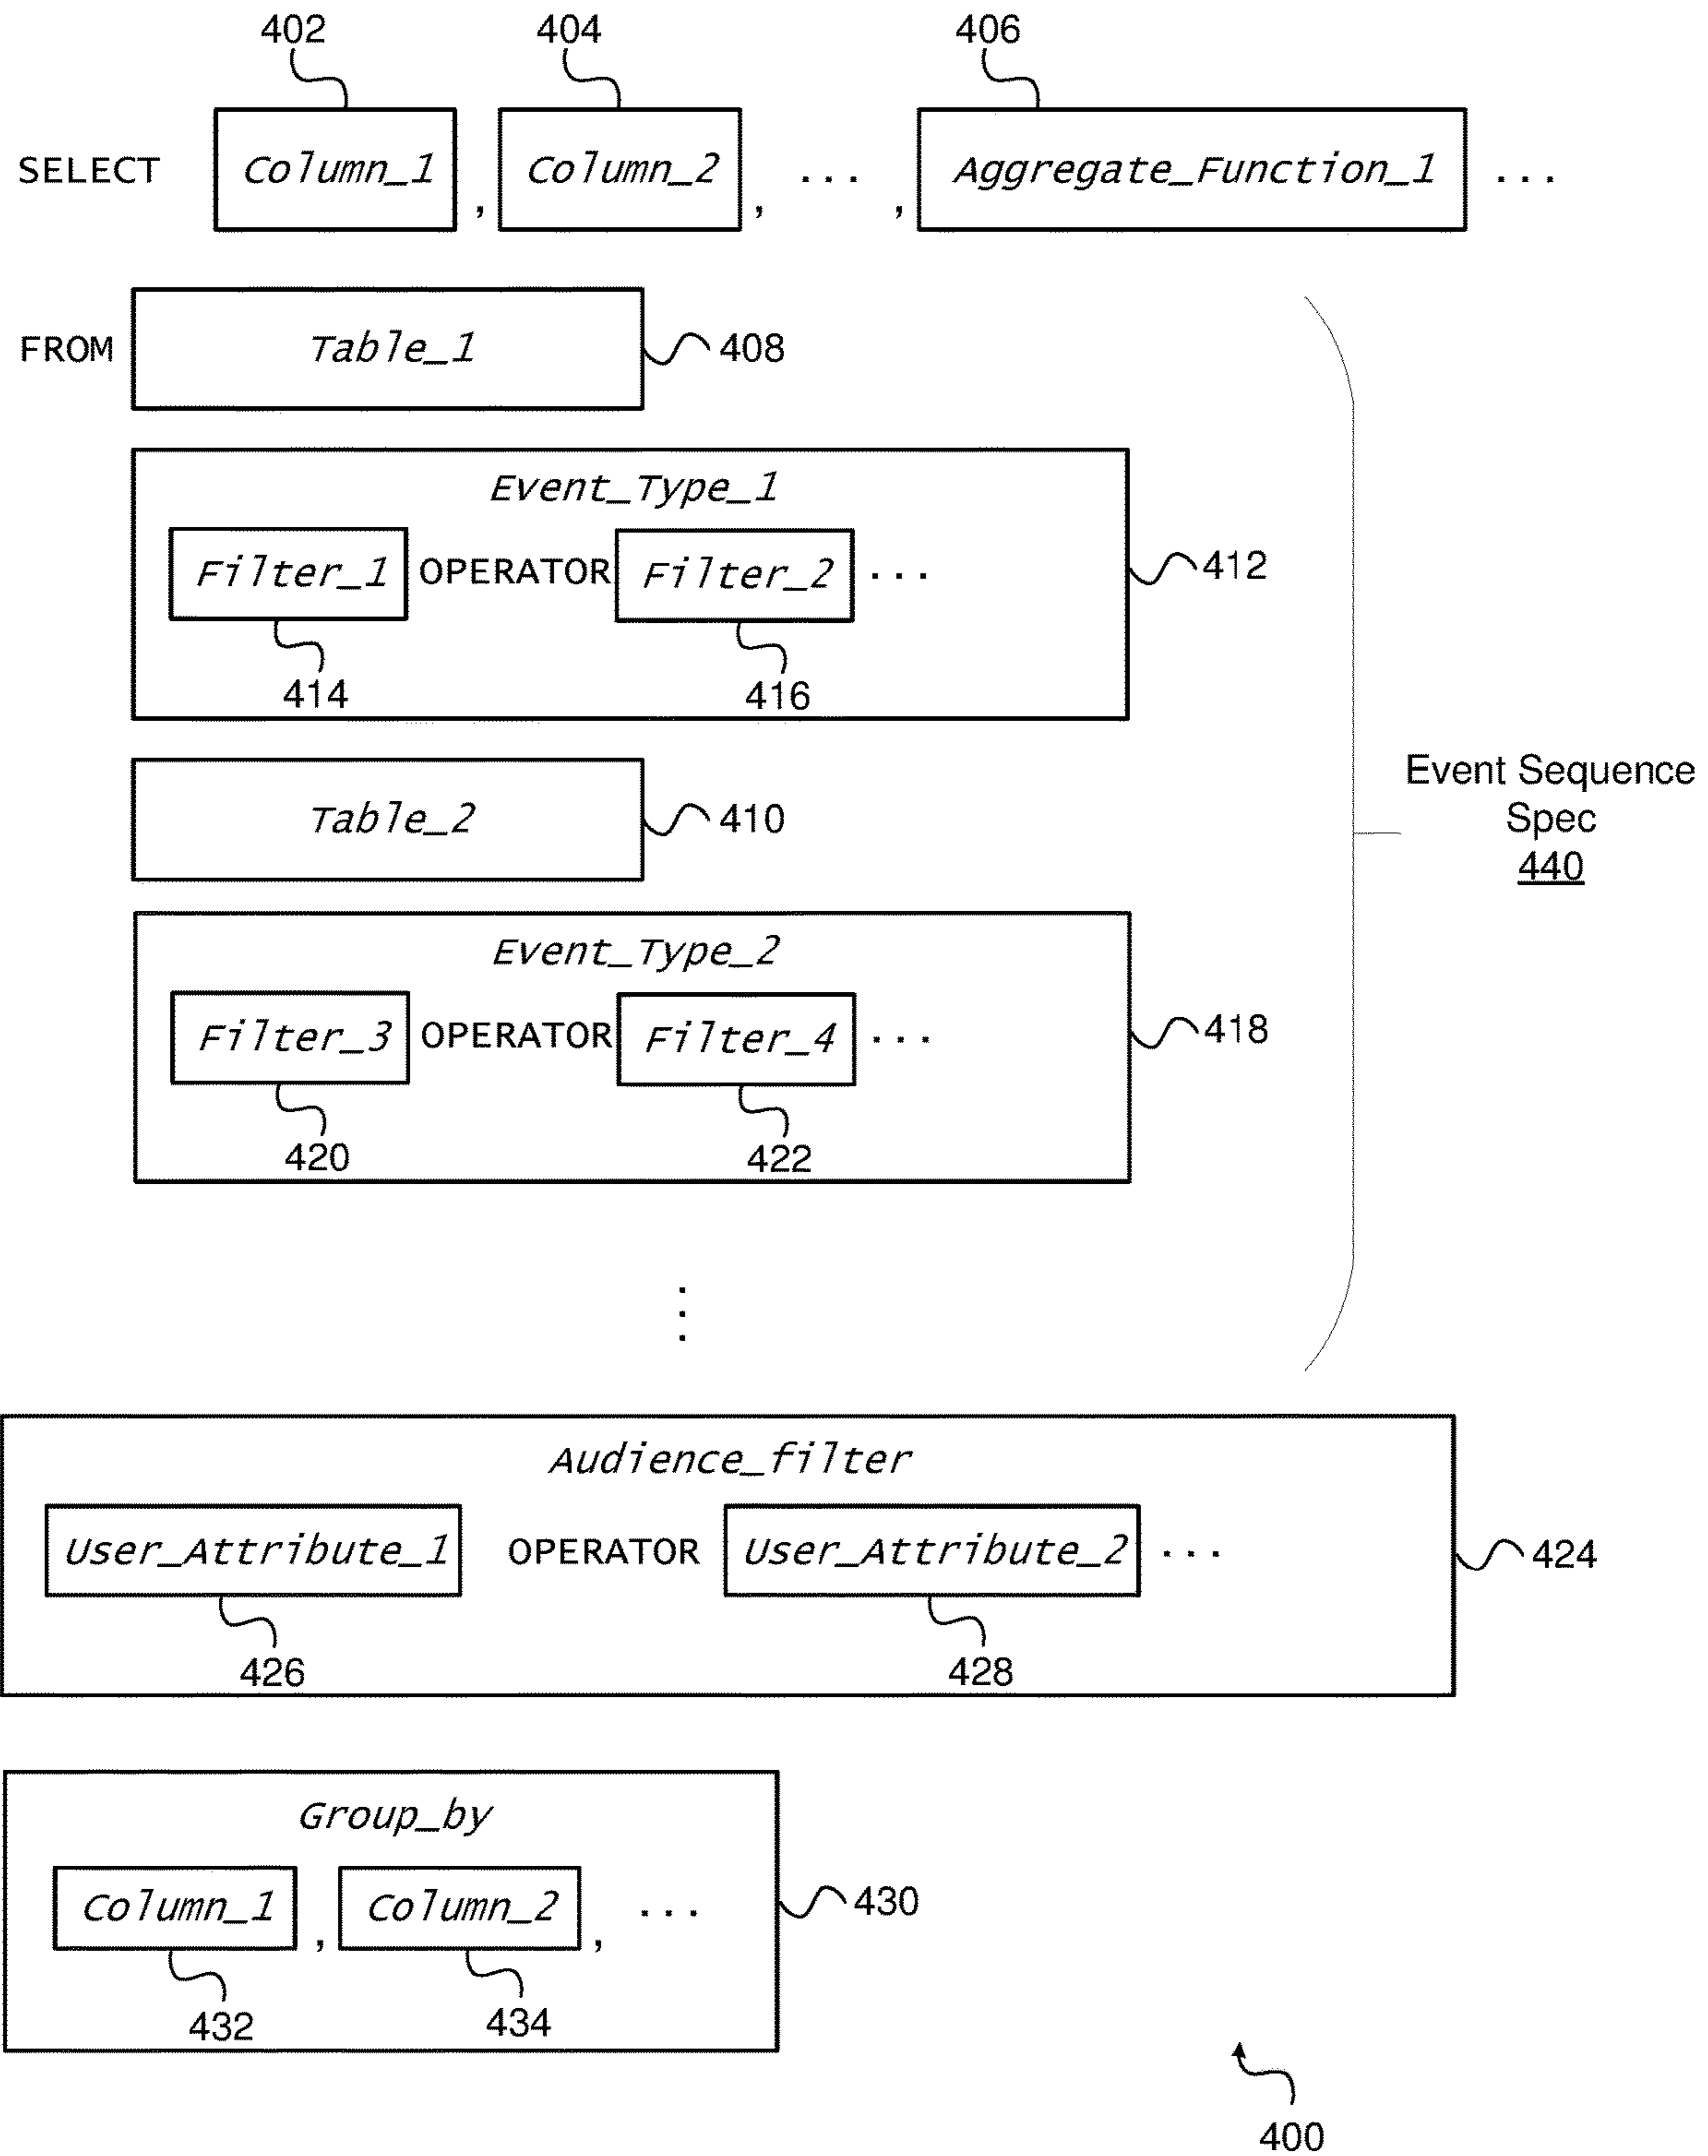 402 404 406
SELECT Column_1 , Column_2 , ... , Aggregate_Function_1 ...
FROM Table_1 408
Event_Type_1
Filter_1 OPERATOR Filter_2 ... 412
414 416
Event Sequence
Spec
440
Table_2 410
Event_Type_2
Filter_3 OPERATOR Filter_4 ... 418
420 422
⋮
Audience_filter
User_Attribute_1 OPERATOR User_Attribute_2 ... 424
426 428
Group_by
Column_1 , Column_2 , ... 430
432 434
400